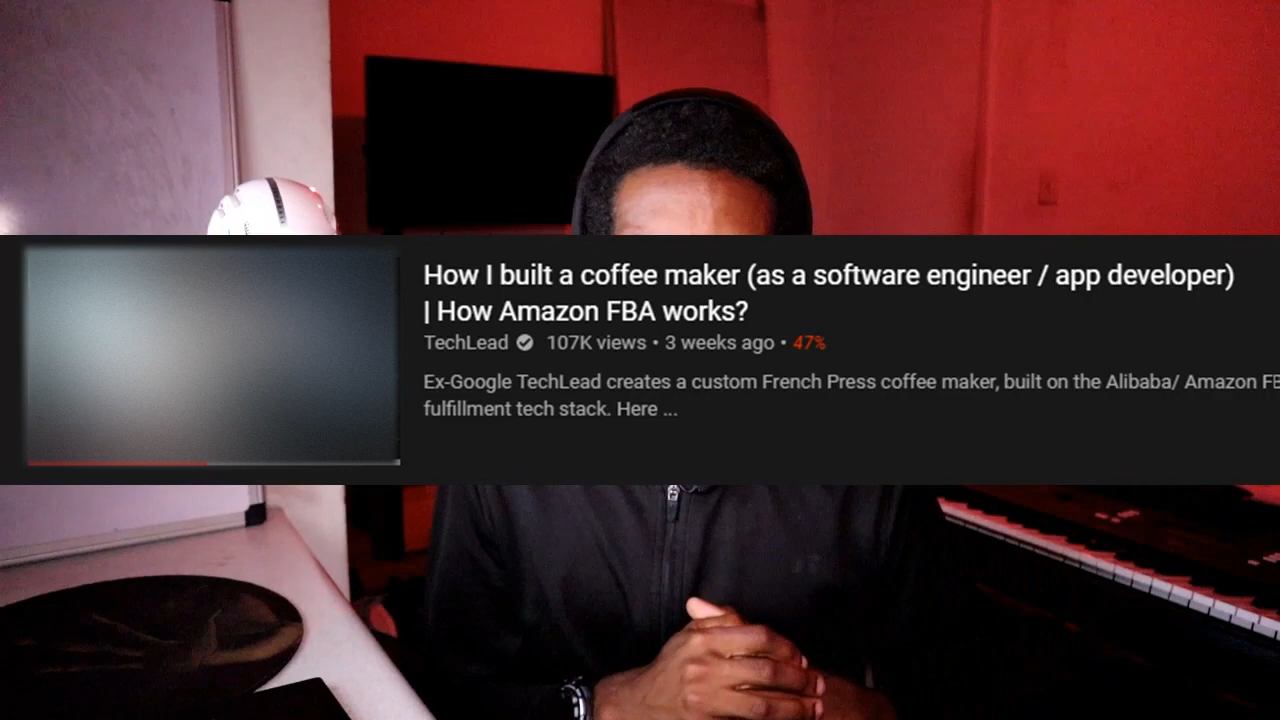 How I built a coffee maker (as a software engineer / app developer)
| How Amazon FBA works?
TechLead 107K views • 3 weeks ago • 47%
Ex-Google TechLead creates a custom French Press coffee maker, built on the Alibaba/ Amazon
fulfillment tech stack. Here ...